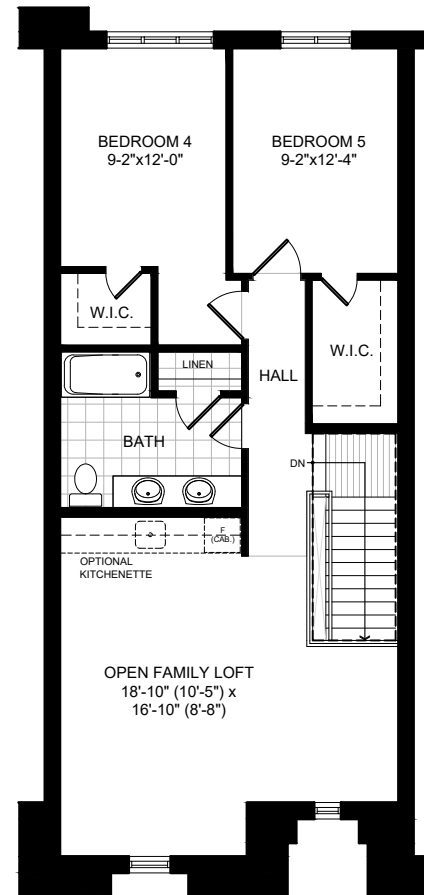 BEDROOM 4
9-2"x12'-0"
BEDROOM 5
9-2"x12'-4"
W.I.C.
W.I.C.
LINEN
HALL
BATH
DN
F
(CAB.)
OPTIONAL
KITCHENETTE
OPEN FAMILY LOFT
18'-10" (10'-5") x
16'-10" (8'-8")